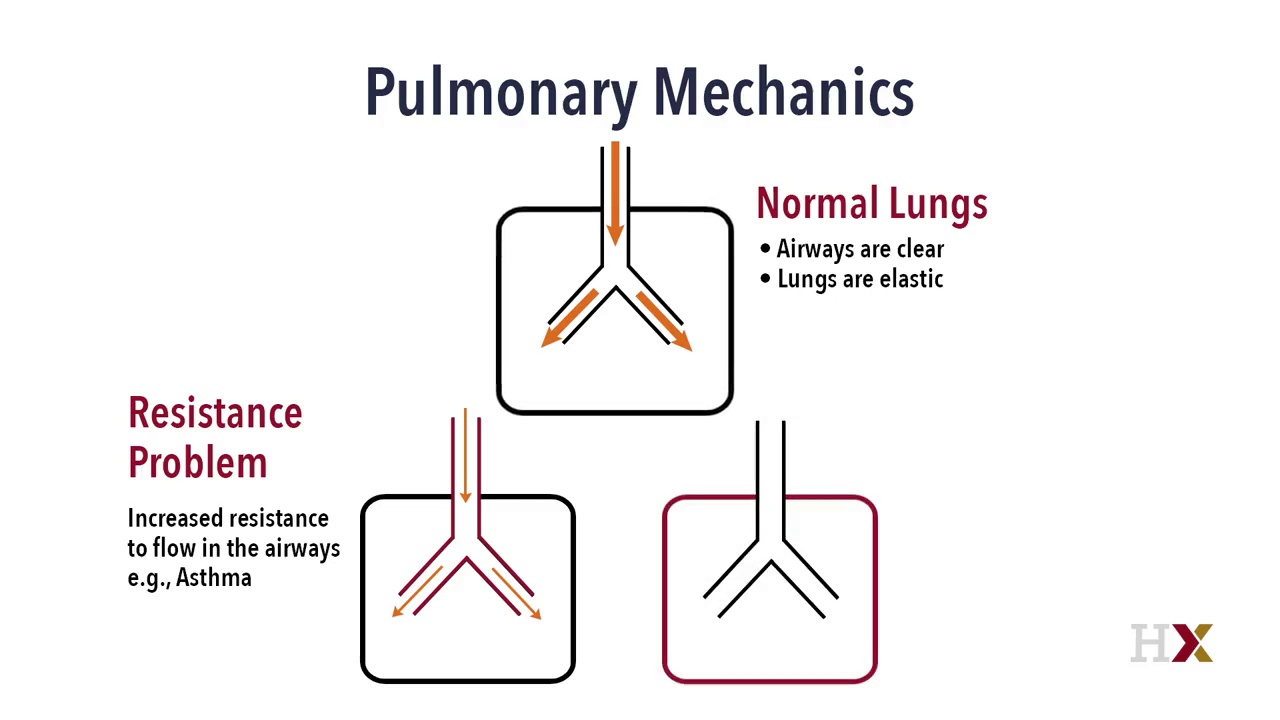 Pulmonary Mechanics
Normal Lungs
• Airways are clear
• Lungs are elastic
Resistance
Problem
Increased resistance
to flow in the airways
e.g., Asthma
HX